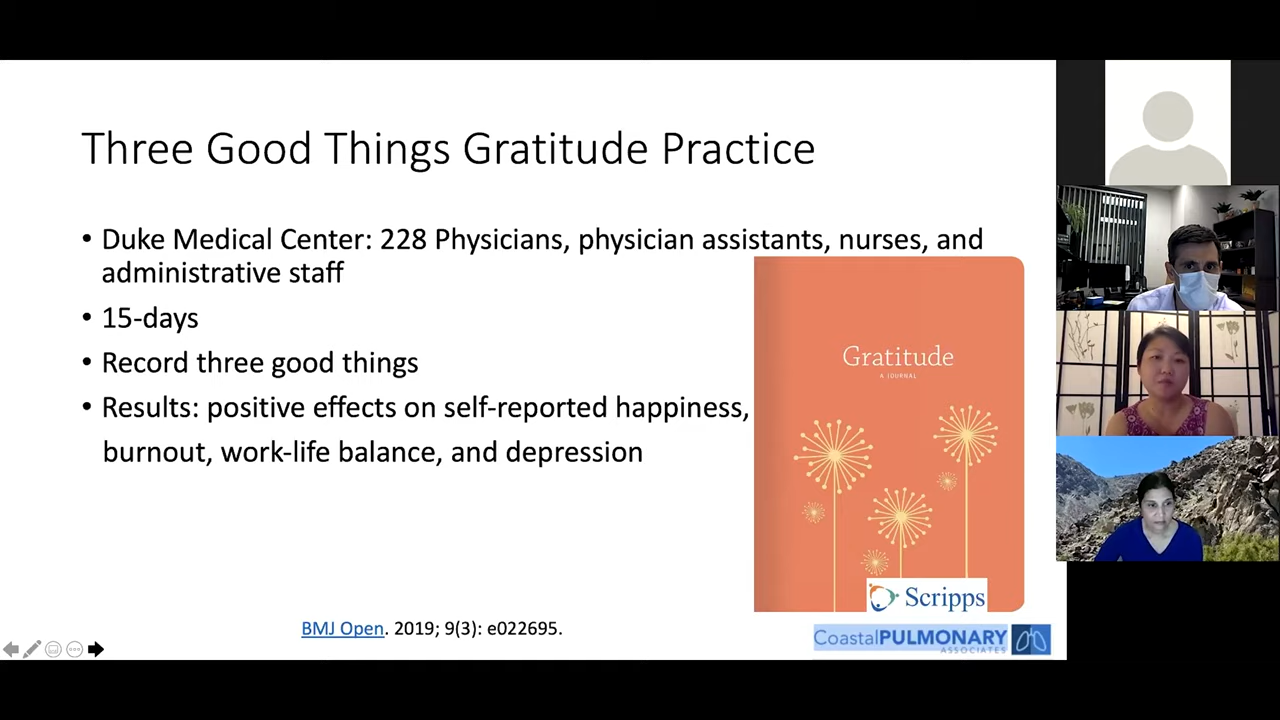 Three Good Things Gratitude Practice
• Duke Medical Center: 228 Physicians, physician assistants, nurses, and
administrative staff
• 15-days
• Record three good things
• Results: positive effects on self-reported happiness,
burnout, work-life balance, and depression
Gratitude
A JOURNAL
Scripps
BMJ Open. 2019; 9(3): e022695.
CoastalPULMONARY
ASSOCIATES